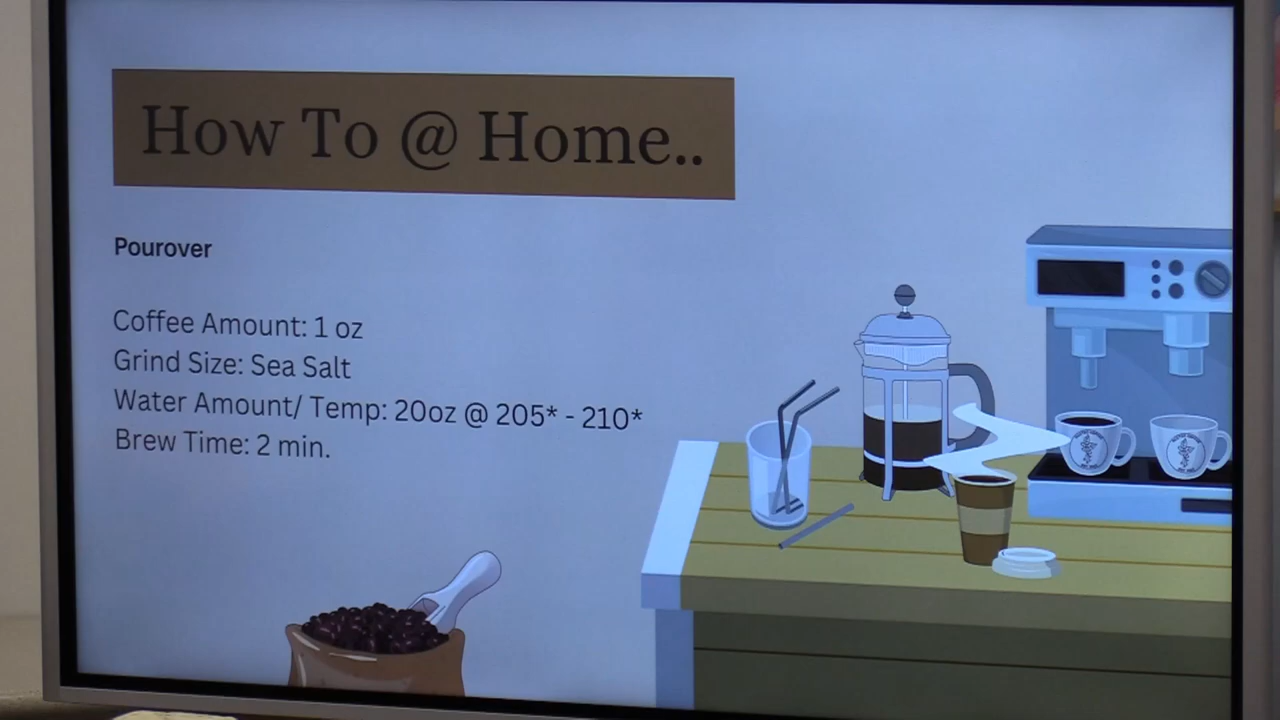 How To @ Home..
Pourover
Coffee Amount: 1 oz
Grind Size: Sea Salt
Water Amount/ Temp: 20oz @ 205* - 210*
Brew Time: 2 min.